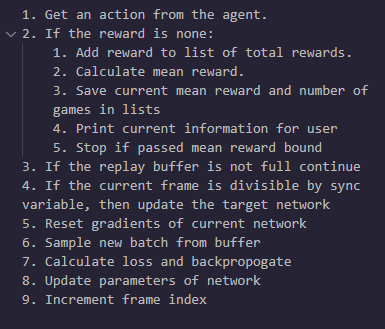 1. Get an action from the agent.
2. If the reward is none:
1. Add reward to list of total rewards.
2. Calculate mean reward.
3. Save current mean reward and number of
games in lists
4. Print current information for user
5. Stop if passed mean reward bound
3. If the replay buffer is not full continue
4. If the current frame is divisible by sync
variable, then update the target network
5. Reset gradients of current network
6. Sample new batch from buffer
7. Calculate loss and backpropogate
8. Update parameters of network
9. Increment frame index